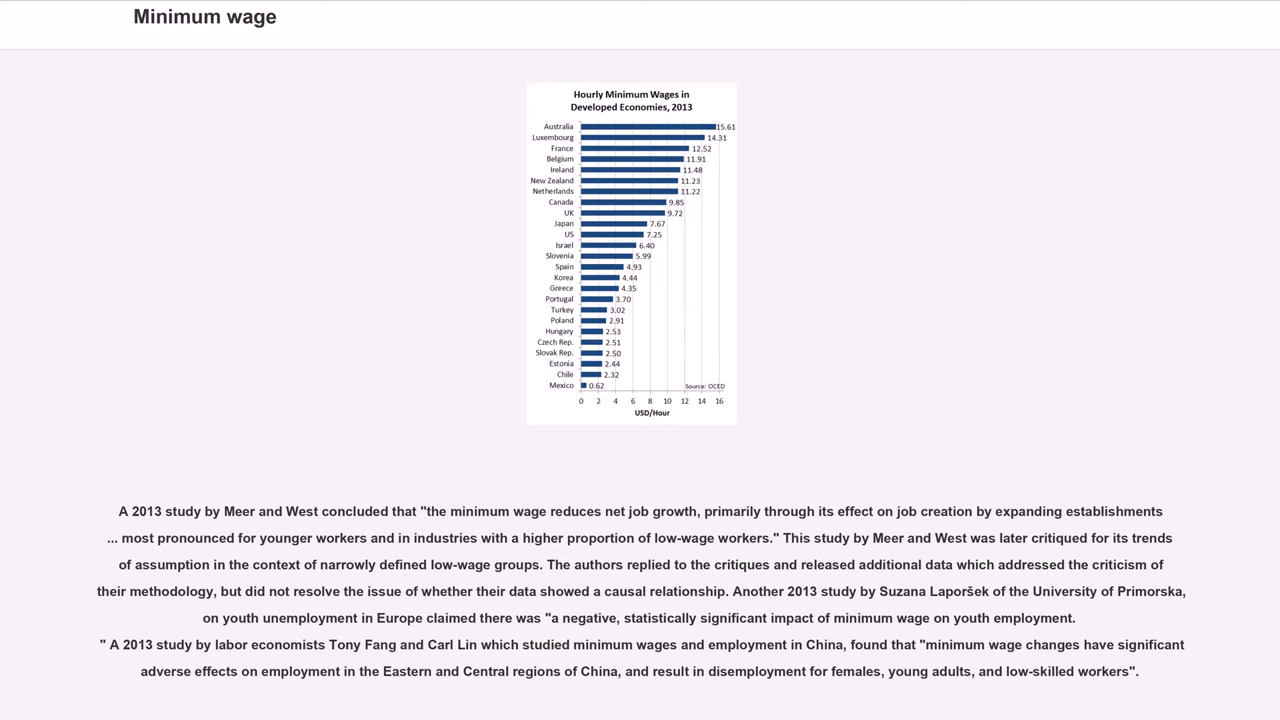 Minimum wage
Hourly Minimum Wages in
Developed Economies, 2013
Australia 15.61
Luxembourg 14.31
France 12.52
Belgium 11.91
Ireland 11.48
New Zealand 11.23
Netherlands 11.22
Canada 9.85
UK 9.72
Japan 7.67
US 7.25
Israel 6.40
Slovenia 5.99
Spain 4.93
Korea 4.44
Greece 4.35
Portugal 3.70
Turkey 3.02
Poland 2.91
Hungary 2.53
Czech Rep. 2.51
Slovak Rep. 2.50
Estonia 2.44
Chile 2.32
Mexico 0.62 Source: OCED
0 2 4 6 8 10 12 14 16
USD/Hour
A 2013 study by Meer and West concluded that "the minimum wage reduces net job growth, primarily through its effect on job creation by expanding establishments
... most pronounced for younger workers and in industries with a higher proportion of low-wage workers." This study by Meer and West was later critiqued for its trends
of assumption in the context of narrowly defined low-wage groups. The authors replied to the critiques and released additional data which addressed the criticism of
their methodology, but did not resolve the issue of whether their data showed a causal relationship. Another 2013 study by Suzana Laporšek of the University of Primorska,
on youth unemployment in Europe claimed there was "a negative, statistically significant impact of minimum wage on youth employment.
" A 2013 study by labor economists Tony Fang and Carl Lin which studied minimum wages and employment in China, found that "minimum wage changes have significant
adverse effects on employment in the Eastern and Central regions of China, and result in disemployment for females, young adults, and low-skilled workers".